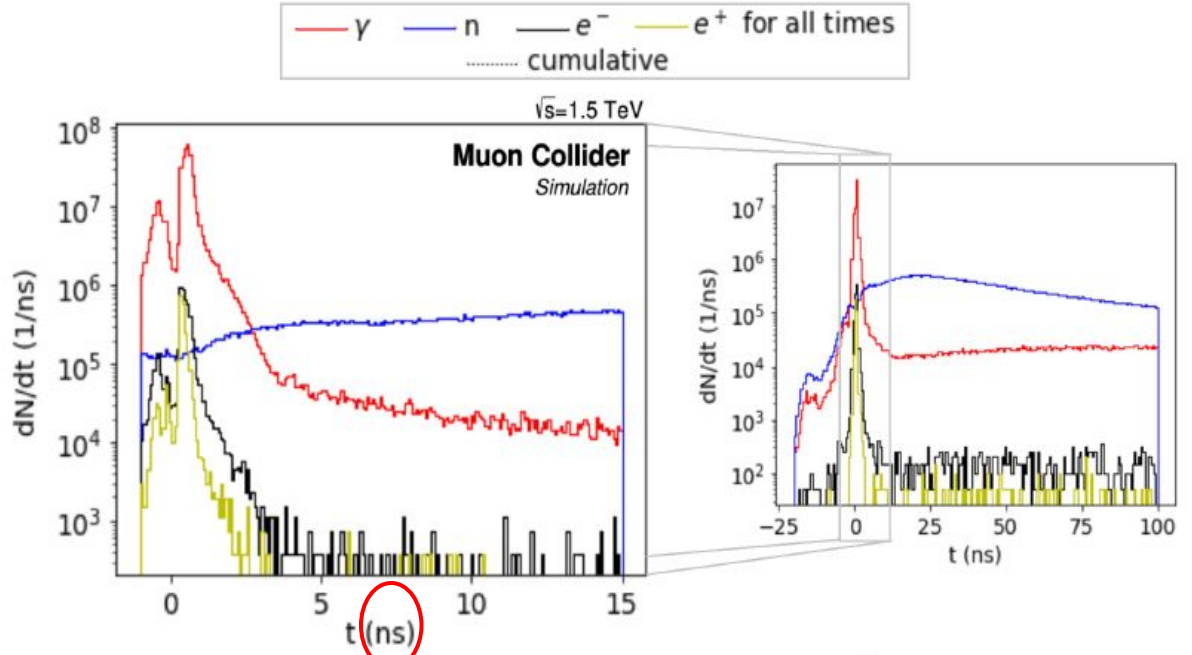 γ n e⁻ e⁺ for all times
cumulative
√s=1.5 TeV
Muon Collider
Simulation
dN/dt (1/ns)
10⁸
10⁷
10⁶
10⁵
10⁴
10³
0 5 10 15
t (ns)
dN/dt (1/ns)
10⁷
10⁶
10⁵
10⁴
10³
10²
−25 0 25 50 75 100
t (ns)